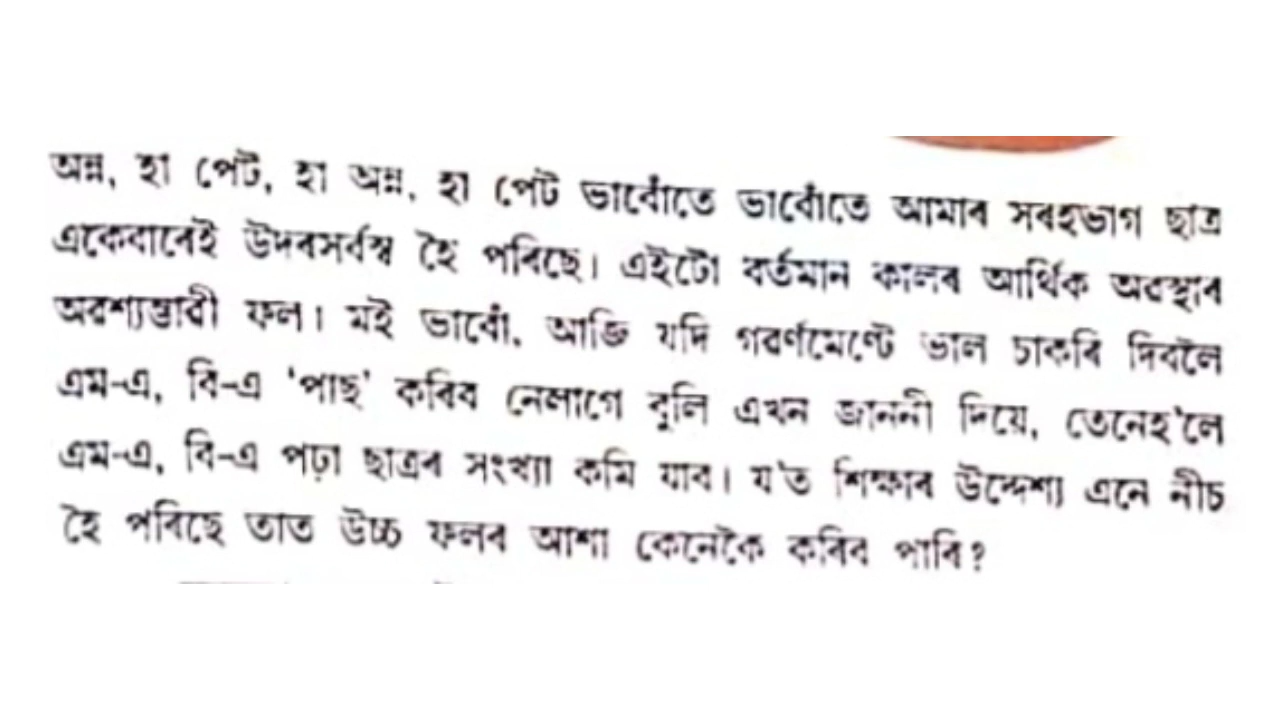 অন্ন, হা পেট, হা অন্ন, হা পেট ভাবোঁতে ভাবোঁতে আমাৰ সৰহভাগ ছাত্ৰ
একেবাৰেই উদৰসৰ্বস্ব হৈ পৰিছে। এইটো বৰ্তমান কালৰ আৰ্থিক অৱস্থাৰ
অৱশ্যম্ভাৱী ফল। মই ভাবোঁ, আজি যদি গৱৰ্ণমেণ্টে ভাল চাকৰি দিবলৈ
এম-এ, বি-এ 'পাছ' কৰিব নেলাগে বুলি এখন জাননী দিয়ে, তেনেহ'লে
এম-এ, বি-এ পঢ়া ছাত্ৰৰ সংখ্যা কমি যাব। য'ত শিক্ষাৰ উদ্দেশ্য এনে নীচ
হৈ পৰিছে তাত উচ্চ ফলৰ আশা কেনেকৈ কৰিব পাৰি?